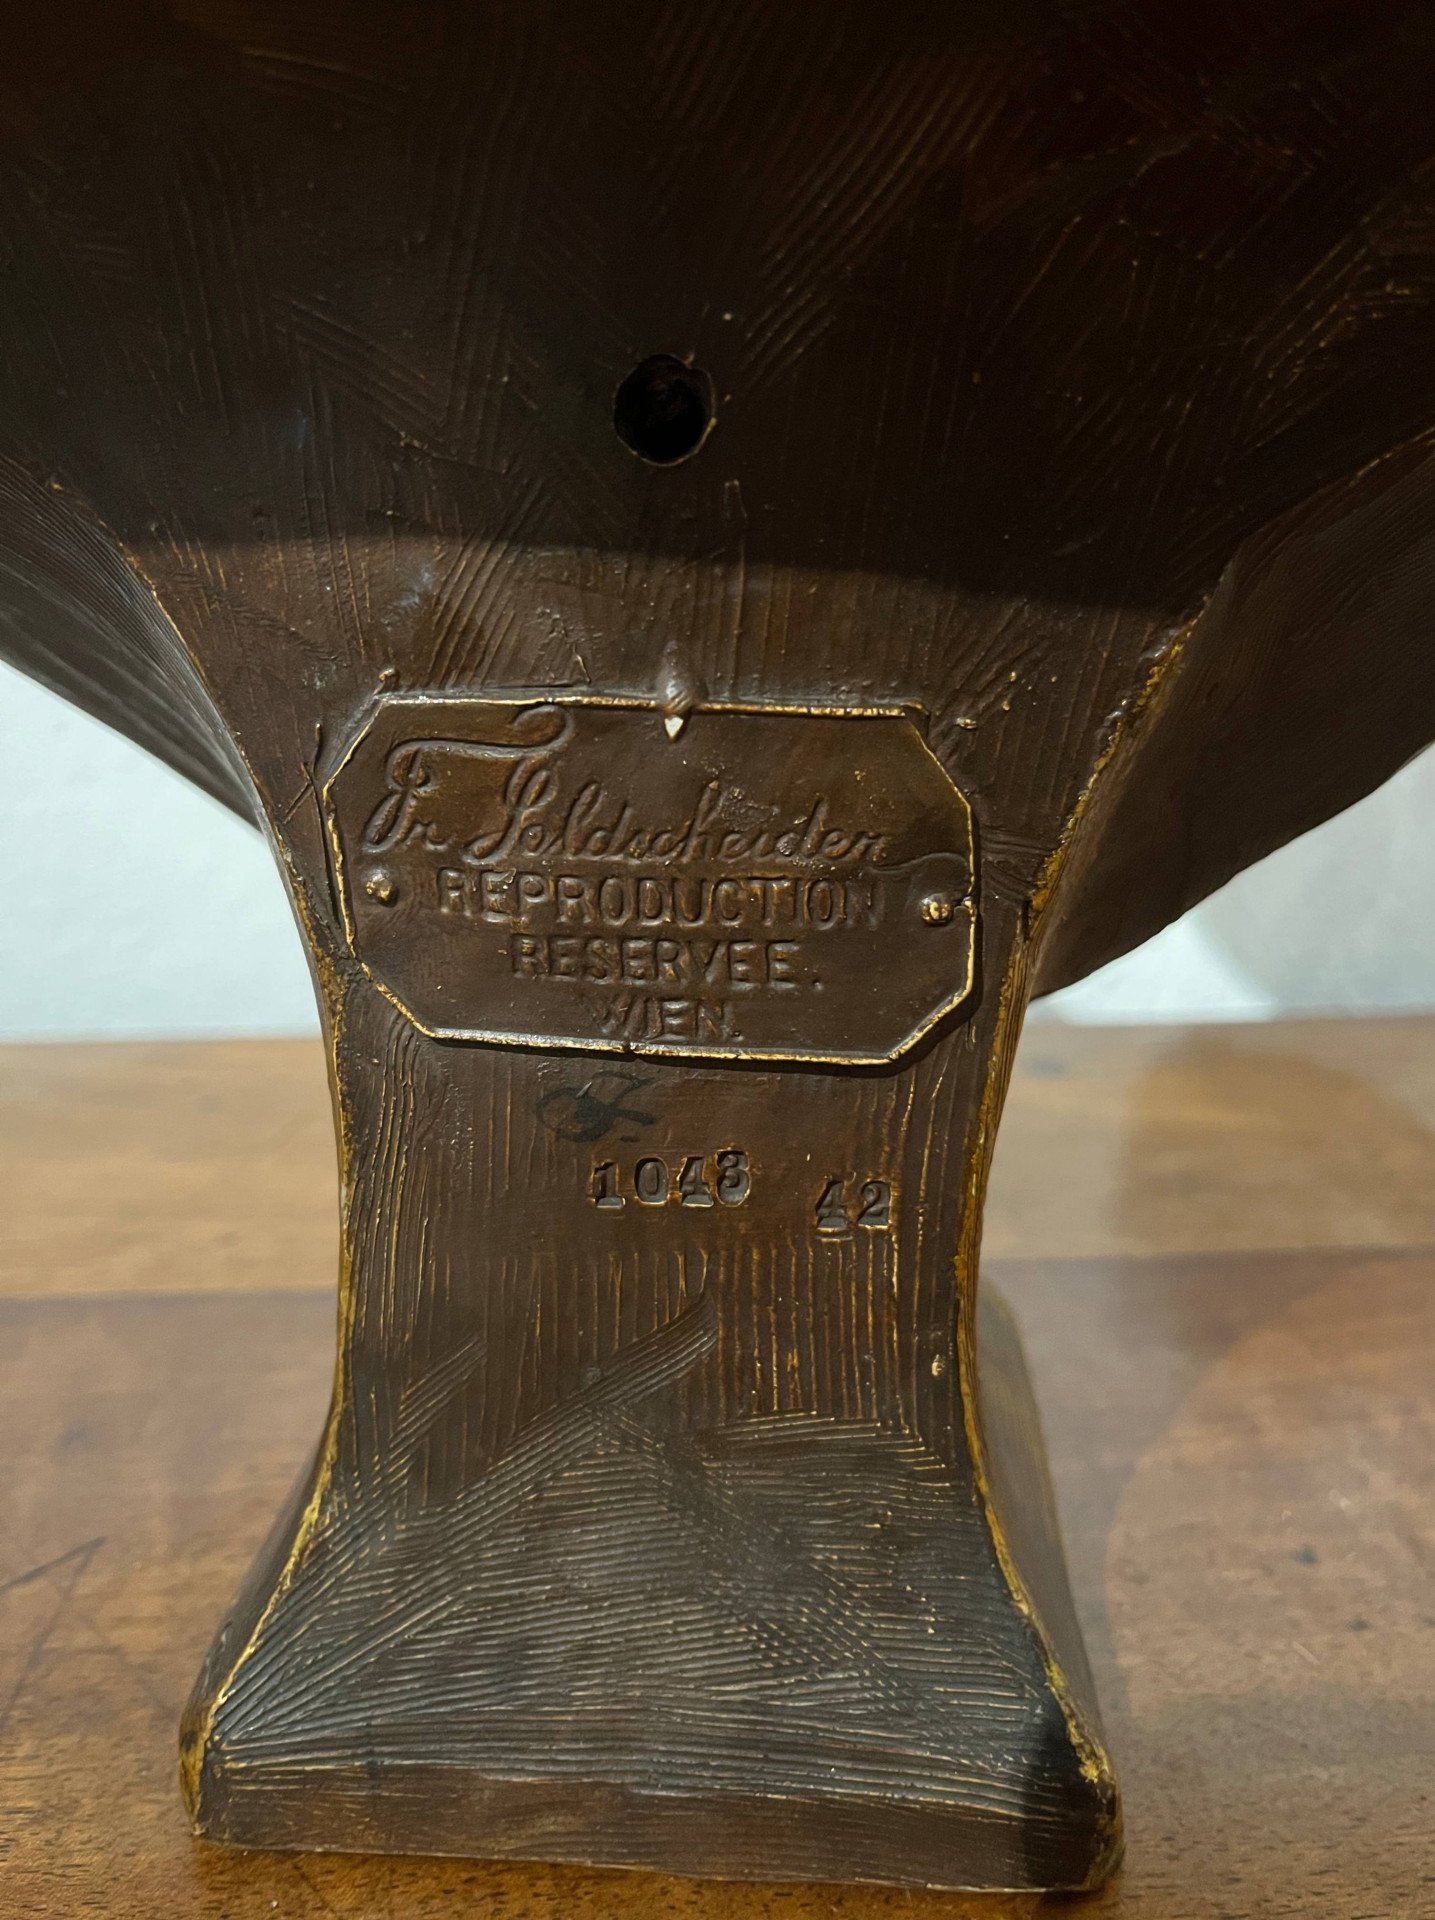 Fr Goldscheider
REPRODUCTION
RESERVEE.
WIEN.
1043 42